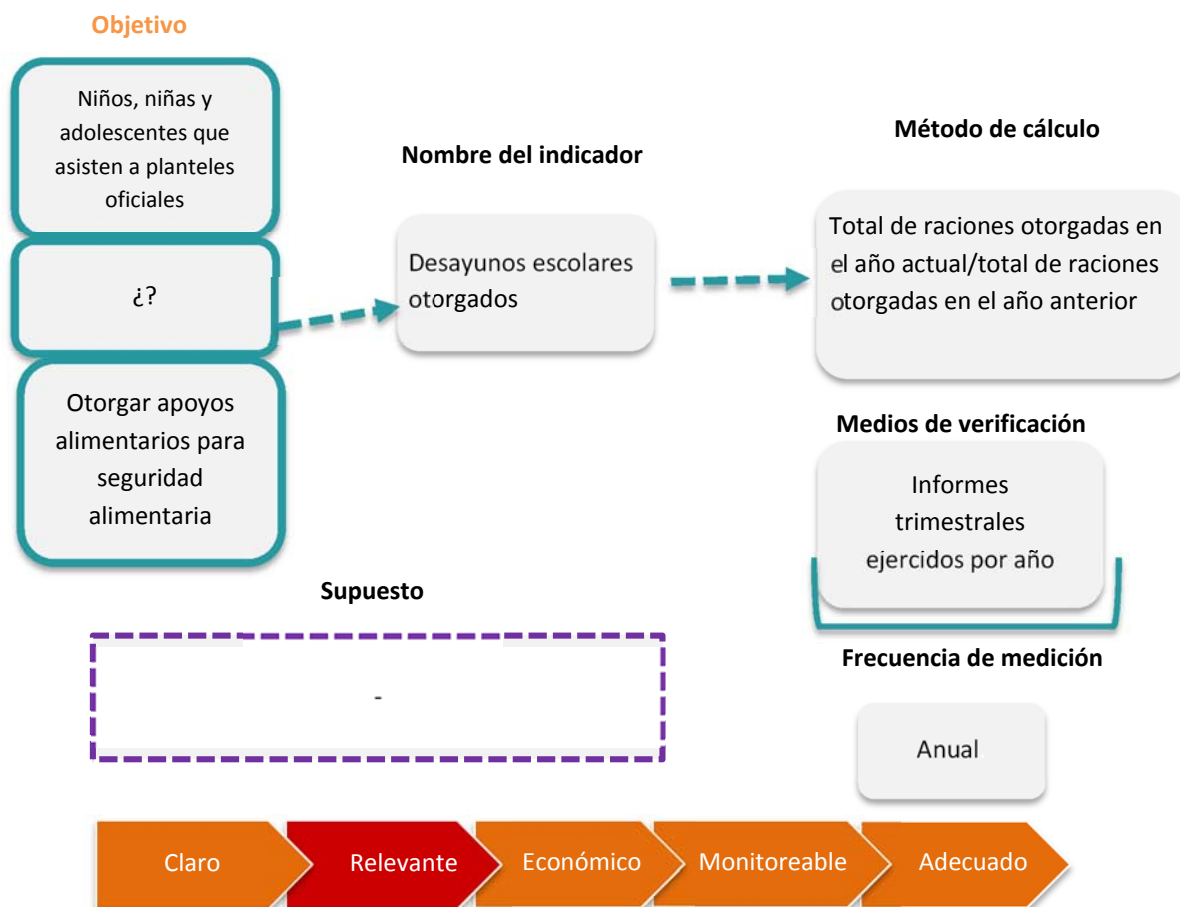 Objetivo
Niños, niñas y
adolescentes que
asisten a planteles
oficiales
¿?
Otorgar apoyos
alimentarios para
seguridad
alimentaria
Nombre del indicador
Desayunos escolares
otorgados
Método de cálculo
Total de raciones otorgadas en
el año actual/total de raciones
otorgadas en el año anterior
Medios de verificación
Informes
trimestrales
ejercidos por año
Supuesto
-
Frecuencia de medición
Anual
Claro
Relevante
Económico
Monitoreable
Adecuado